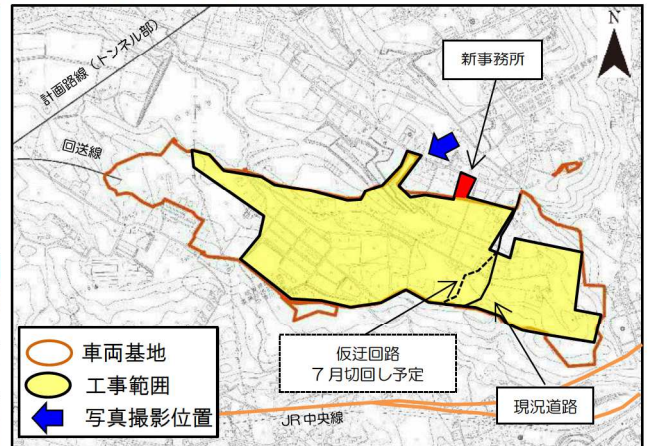 計画路線（トンネル部）
N
新事務所
回送線
仮迂回路
７月切回し予定
現況道路
車両基地
工事範囲
写真撮影位置
JR中央線